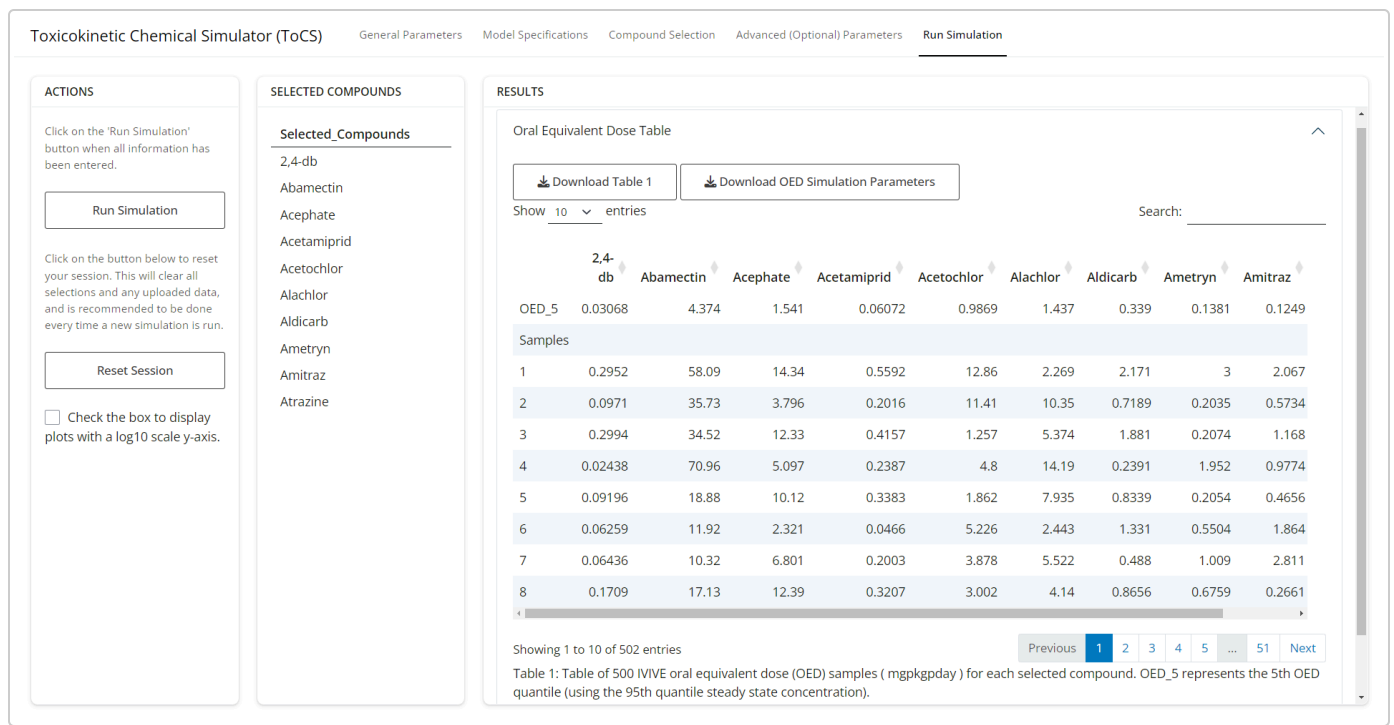 Toxicokinetic Chemical Simulator (ToCS) General Parameters Model Specifications Compound Selection Advanced (Optional) Parameters Run Simulation
ACTIONS
Click on the 'Run Simulation'
button when all information has
been entered.
Run Simulation
Click on the button below to reset
your session. This will clear all
selections and any uploaded data,
and is recommended to be done
every time a new simulation is run.
Reset Session
Check the box to display
plots with a log10 scale y-axis.
SELECTED COMPOUNDS
Selected_Compounds
2,4-db
Abamectin
Acephate
Acetamiprid
Acetochlor
Alachlor
Aldicarb
Ametryn
Amitraz
Atrazine
RESULTS
Oral Equivalent Dose Table
Download Table 1 Download OED Simulation Parameters
Show 10 entries Search:
2,4-
db Abamectin Acephate Acetamiprid Acetochlor Alachlor Aldicarb Ametryn Amitraz
OED_5 0.03068 4.374 1.541 0.06072 0.9869 1.437 0.339 0.1381 0.1249
Samples
1 0.2952 58.09 14.34 0.5592 12.86 2.269 2.171 3 2.067
2 0.0971 35.73 3.796 0.2016 11.41 10.35 0.7189 0.2035 0.5734
3 0.2994 34.52 12.33 0.4157 1.257 5.374 1.881 0.2074 1.168
4 0.02438 70.96 5.097 0.2387 4.8 14.19 0.2391 1.952 0.9774
5 0.09196 18.88 10.12 0.3383 1.862 7.935 0.8339 0.2054 0.4656
6 0.06259 11.92 2.321 0.0466 5.226 2.443 1.331 0.5504 1.864
7 0.06436 10.32 6.801 0.2003 3.878 5.522 0.488 1.009 2.811
8 0.1709 17.13 12.39 0.3207 3.002 4.14 0.8656 0.6759 0.2661
Showing 1 to 10 of 502 entries Previous 1 2 3 4 5 ... 51 Next
Table 1: Table of 500 IVIVE oral equivalent dose (OED) samples ( mgpkgpday ) for each selected compound. OED_5 represents the 5th OED
quantile (using the 95th quantile steady state concentration).